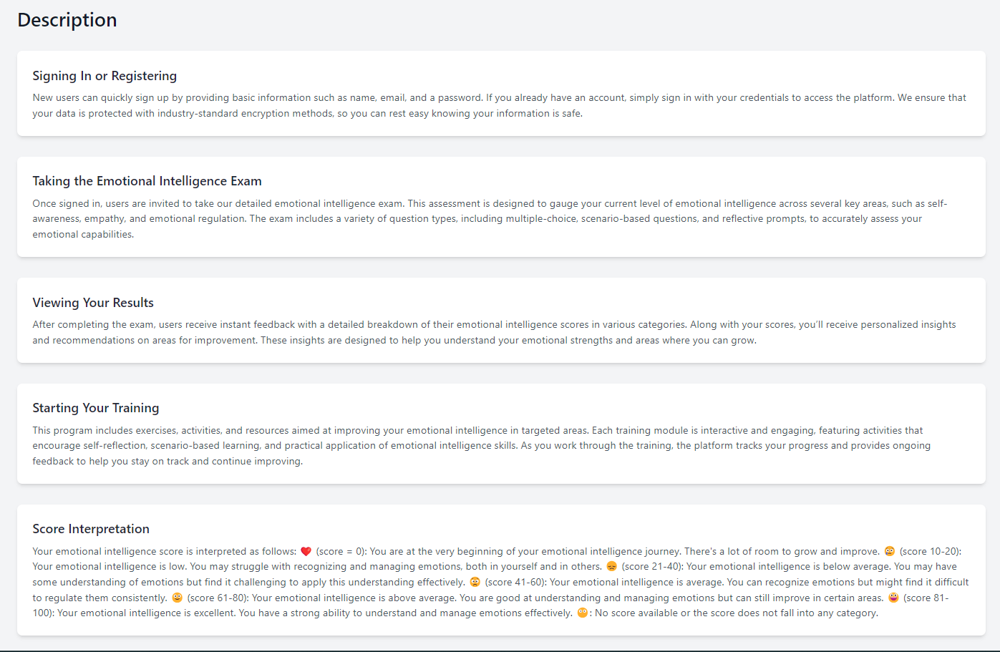 Description
Signing In or Registering
New users can quickly sign up by providing basic information such as name, email, and a password. If you already have an account, simply sign in with your credentials to access the platform. We ensure that
your data is protected with industry-standard encryption methods, so you can rest easy knowing your information is safe.
Taking the Emotional Intelligence Exam
Once signed in, users are invited to take our detailed emotional intelligence exam. This assessment is designed to gauge your current level of emotional intelligence across several key areas, such as self-
awareness, empathy, and emotional regulation. The exam includes a variety of question types, including multiple-choice, scenario-based questions, and reflective prompts, to accurately assess your
emotional capabilities.
Viewing Your Results
After completing the exam, users receive instant feedback with a detailed breakdown of their emotional intelligence scores in various categories. Along with your scores, you’ll receive personalized insights
and recommendations on areas for improvement. These insights are designed to help you understand your emotional strengths and areas where you can grow.
Starting Your Training
This program includes exercises, activities, and resources aimed at improving your emotional intelligence in targeted areas. Each training module is interactive and engaging, featuring activities that
encourage self-reflection, scenario-based learning, and practical application of emotional intelligence skills. As you work through the training, the platform tracks your progress and provides ongoing
feedback to help you stay on track and continue improving.
Score Interpretation
Your emotional intelligence score is interpreted as follows: ❤️ (score = 0): You are at the very beginning of your emotional intelligence journey. There's a lot of room to grow and improve. 😢 (score 10-20):
Your emotional intelligence is low. You may struggle with recognizing and managing emotions, both in yourself and in others. 😞 (score 21-40): Your emotional intelligence is below average. You may have
some understanding of emotions but find it challenging to apply this understanding effectively. 😟 (score 41-60): Your emotional intelligence is average. You can recognize emotions but might find it difficult
to regulate them consistently. 🙂 (score 61-80): Your emotional intelligence is above average. You are good at understanding and managing emotions but can still improve in certain areas. 😀 (score 81-
100): Your emotional intelligence is excellent. You have a strong ability to understand and manage emotions effectively. 😶: No score available or the score does not fall into any category.